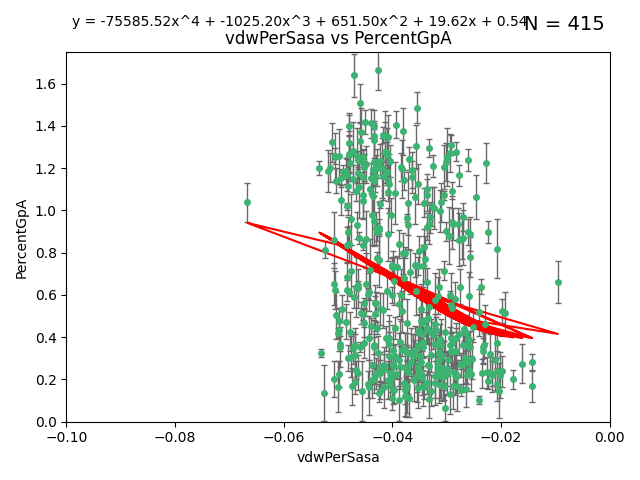 y = -75585.52x^4 + -1025.20x^3 + 651.50x^2 + 19.62x + 0.54
N = 415
vdwPerSasa vs PercentGpA
PercentGpA
1.6
1.4
1.2
1.0
0.8
0.6
0.4
0.2
0.0
−0.10 −0.08 −0.06 −0.04 −0.02 0.00
vdwPerSasa